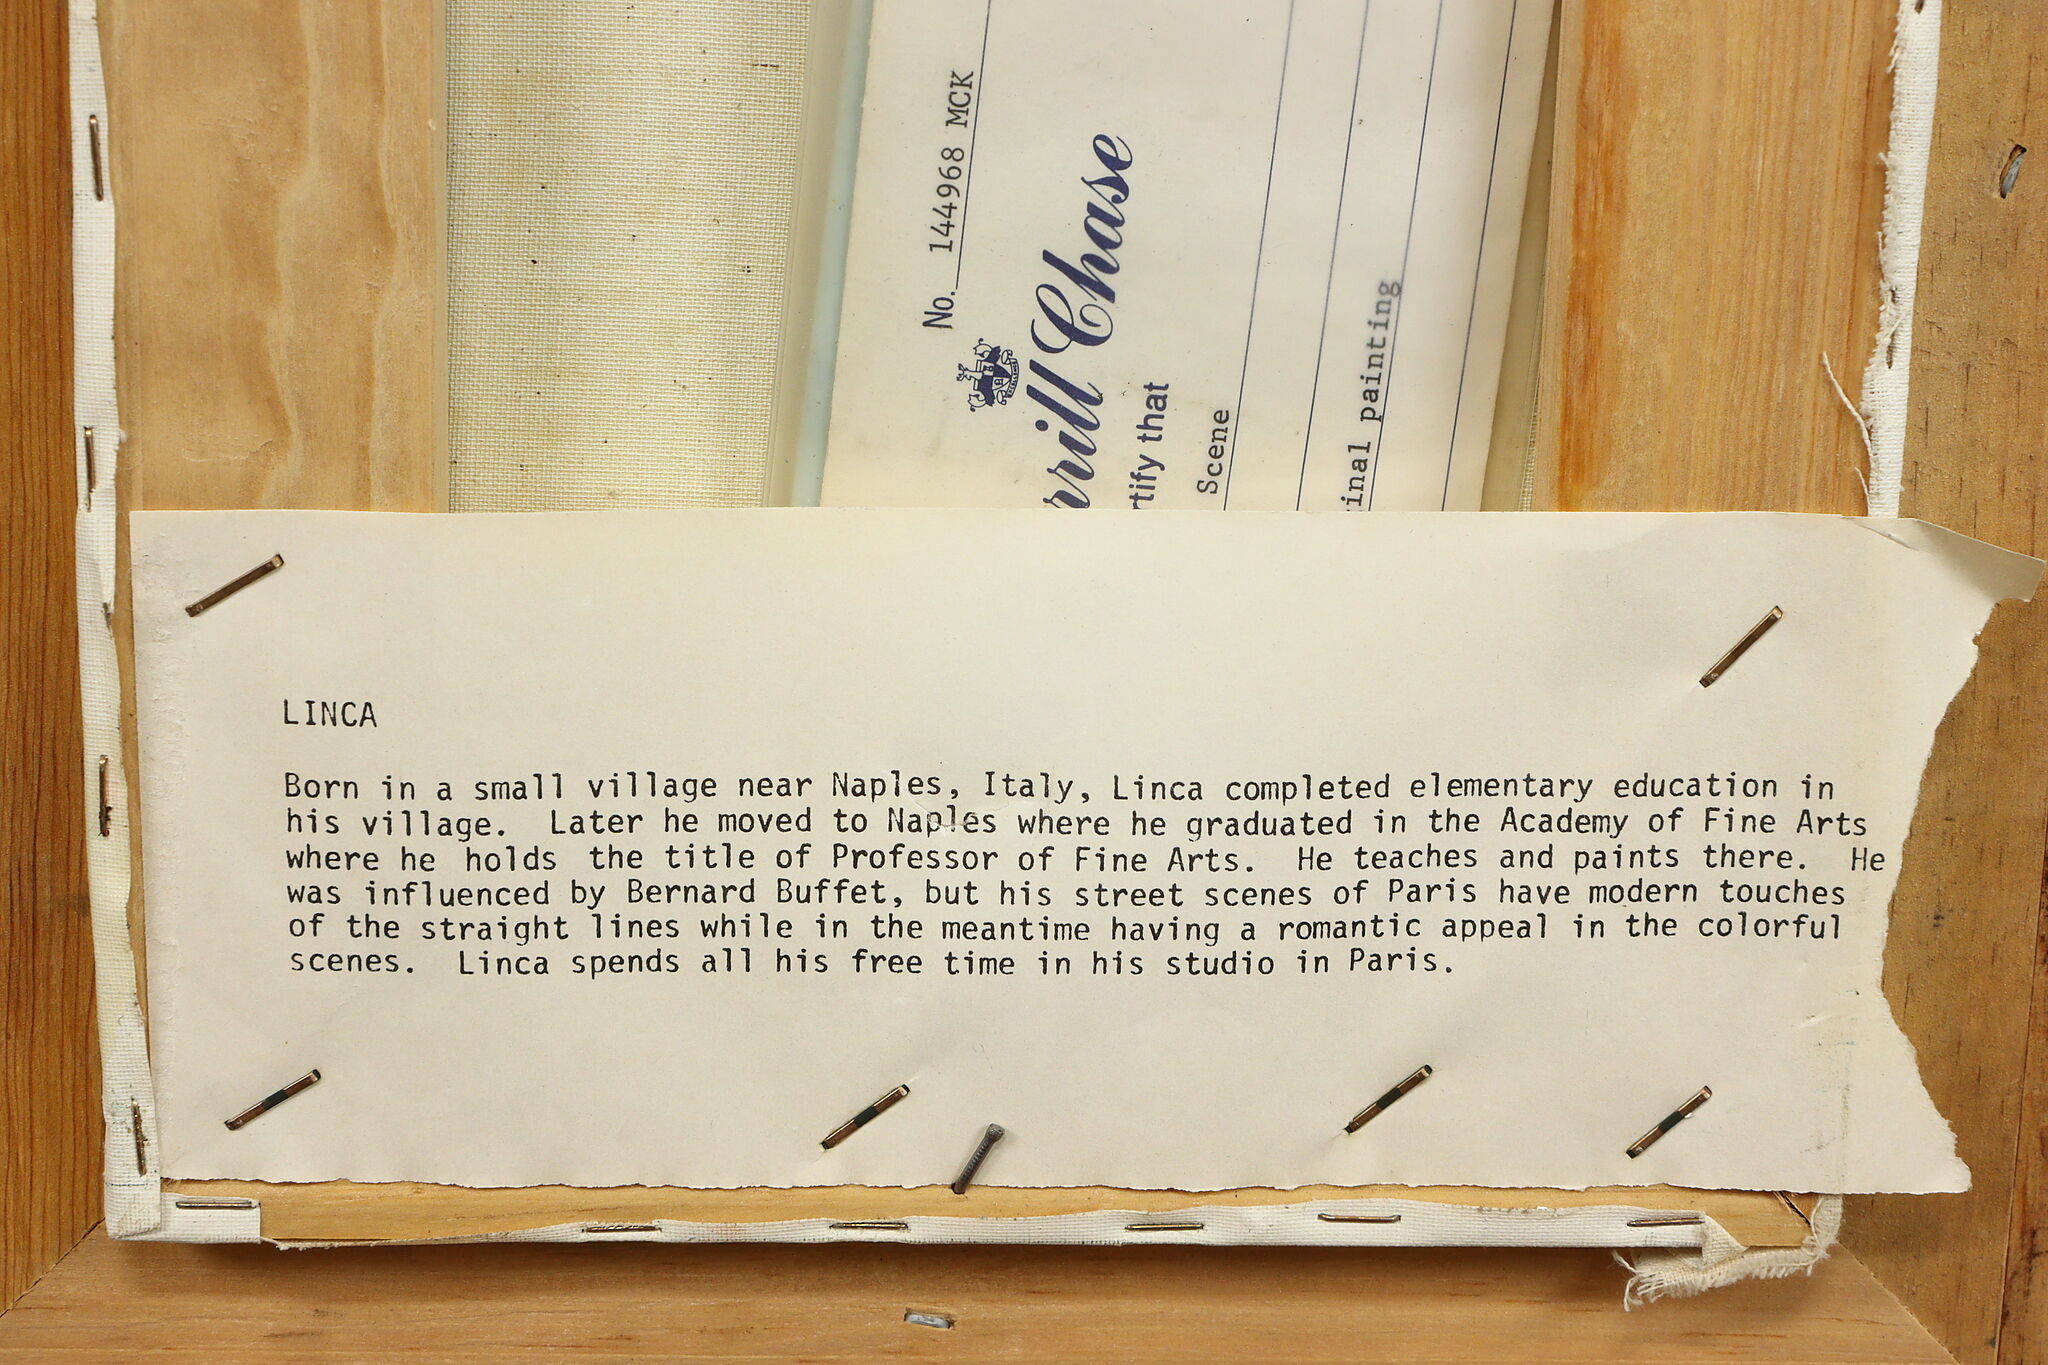 No. 144968 MCK
rrill Chase
rtify that
Scene
inal painting
LINCA
Born in a small village near Naples, Italy, Linca completed elementary education in
his village. Later he moved to Naples where he graduated in the Academy of Fine Arts
where he holds the title of Professor of Fine Arts. He teaches and paints there. He
was influenced by Bernard Buffet, but his street scenes of Paris have modern touches
of the straight lines while in the meantime having a romantic appeal in the colorful
scenes. Linca spends all his free time in his studio in Paris.